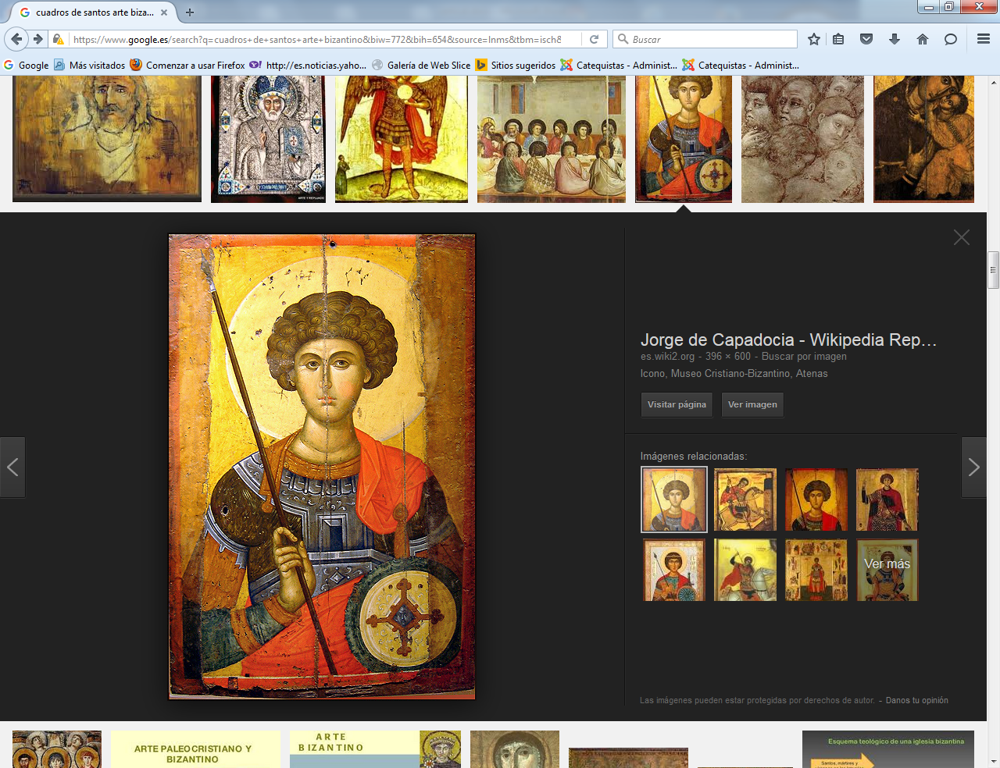 cuadros de santos arte biza...
https://www.google.es/search?q=cuadros+de+santos+arte+bizantino&biw=772&bih=654&source=lnms&tbm=isch&
Buscar
Google
Más visitados
Comenzar a usar Firefox
http://es.noticias.yaho...
Galería de Web Slice
Sitios sugeridos
Catequistas - Administ...
Catequistas - Administ...
ARTE Y REPUJADO
Jorge de Capadocia - Wikipedia Rep...
es.wiki2.org - 396 × 600 - Buscar por imagen
Icono, Museo Cristiano-Bizantino, Atenas
Visitar página
Ver imagen
Imágenes relacionadas:
Ver más
Las imágenes pueden estar protegidas por derechos de autor. - Danos tu opinión
ARTE PALEOCRISTIANO Y
BIZANTINO
ARTE
BIZANTINO
Esquema teológico de una iglesia bizantina
Santos, mártires y